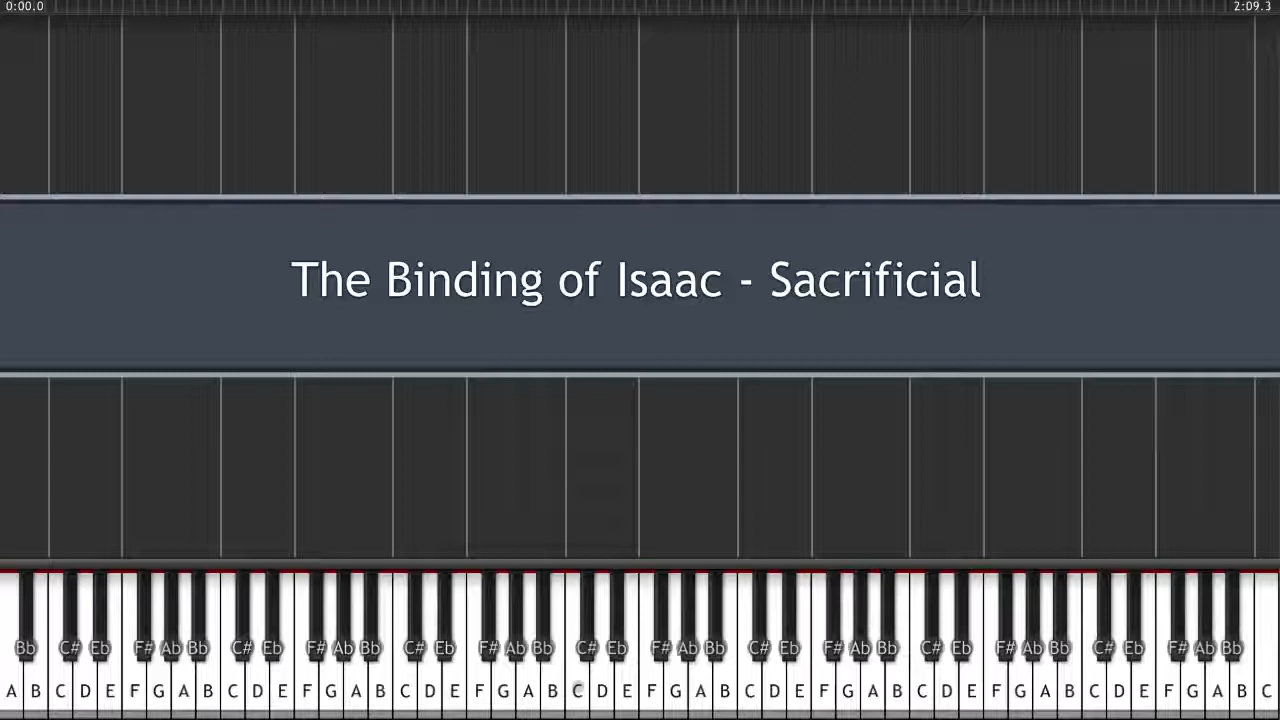 0:00.0 2:09.3
The Binding of Isaac - Sacrificial
Bb C# Eb F# Ab Bb C# Eb F# Ab Bb C# Eb F# Ab Bb C# Eb F# Ab Bb C# Eb F# Ab Bb C# Eb F# Ab Bb C# Eb F# Ab Bb
A B C D E F G A B C D E F G A B C D E F G A B C D E F G A B C D E F G A B C D E F G A B C D E F G A B C